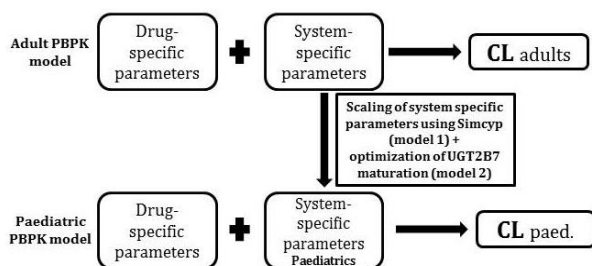 Adult PBPK
model
Drug-
specific
parameters
System-
specific
parameters
CL adults
Scaling of system specific
parameters using Simcyp
(model 1) +
optimization of UGT2B7
maturation (model 2)
Paediatric
PBPK model
Drug-
specific
parameters
System-
specific
parameters
Paediatrics
CL paed.